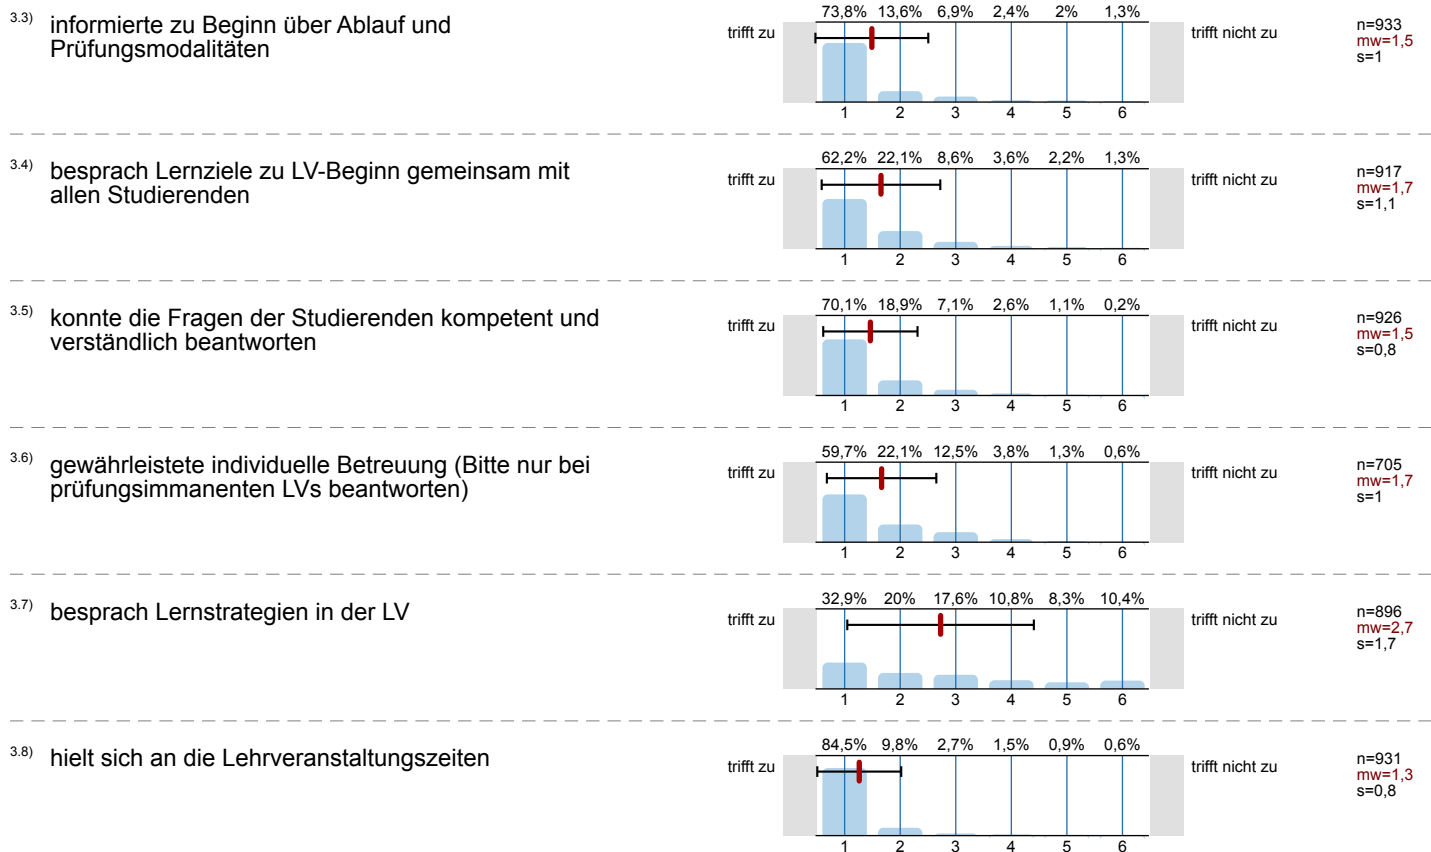 3.3) informierte zu Beginn über Ablauf und
Prüfungsmodalitäten
trifft zu
73,8% 13,6% 6,9% 2,4% 2% 1,3%
1 2 3 4 5 6
trifft nicht zu
n=933
mw=1,5
s=1
3.4) besprach Lernziele zu LV-Beginn gemeinsam mit
allen Studierenden
trifft zu
62,2% 22,1% 8,6% 3,6% 2,2% 1,3%
1 2 3 4 5 6
trifft nicht zu
n=917
mw=1,7
s=1,1
3.5) konnte die Fragen der Studierenden kompetent und
verständlich beantworten
trifft zu
70,1% 18,9% 7,1% 2,6% 1,1% 0,2%
1 2 3 4 5 6
trifft nicht zu
n=926
mw=1,5
s=0,8
3.6) gewährleistete individuelle Betreuung (Bitte nur bei
prüfungsimmanenten LVs beantworten)
trifft zu
59,7% 22,1% 12,5% 3,8% 1,3% 0,6%
1 2 3 4 5 6
trifft nicht zu
n=705
mw=1,7
s=1
3.7) besprach Lernstrategien in der LV
trifft zu
32,9% 20% 17,6% 10,8% 8,3% 10,4%
1 2 3 4 5 6
trifft nicht zu
n=896
mw=2,7
s=1,7
3.8) hielt sich an die Lehrveranstaltungszeiten
trifft zu
84,5% 9,8% 2,7% 1,5% 0,9% 0,6%
1 2 3 4 5 6
trifft nicht zu
n=931
mw=1,3
s=0,8